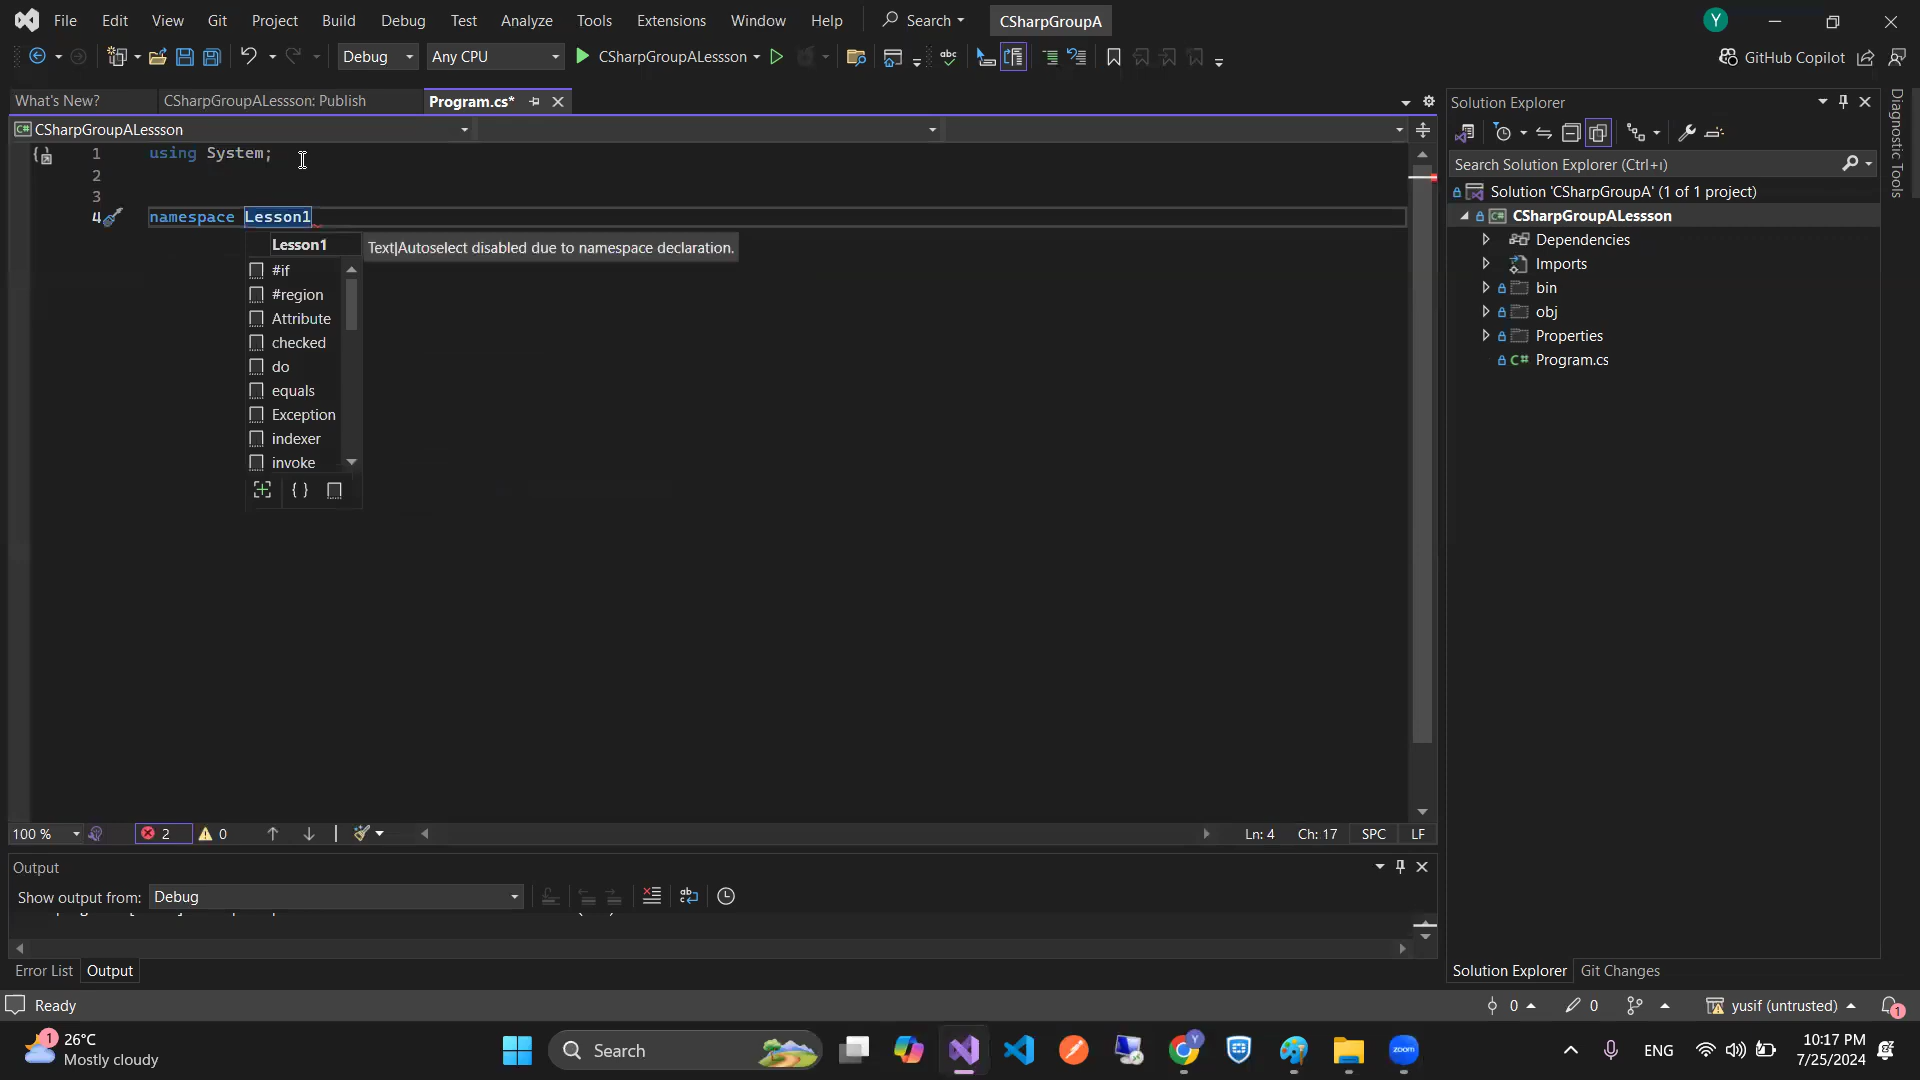 File Edit View Git Project Build Debug Test Analyze Tools Extensions Window Help Search CSharpGroupA Y
Debug Any CPU CSharpGroupALessson GitHub Copilot
What's New? CSharpGroupALessson: Publish Program.cs*
CSharpGroupALessson
1 using System;
2
3
4 namespace Lesson1
Lesson1
Text|Autoselect disabled due to namespace declaration.
#if
#region
Attribute
checked
do
equals
Exception
indexer
invoke
100 % 2 0 Ln: 4 Ch: 17 SPC LF
Output
Show output from: Debug
Error List Output
Solution Explorer
Search Solution Explorer (Ctrl+ı)
Solution 'CSharpGroupA' (1 of 1 project)
CSharpGroupALessson
Dependencies
Imports
bin
obj
Properties
C# Program.cs
Solution Explorer Git Changes
Diagnostic Tools
Ready 0 0 yusif (untrusted) 1
1 26°C
Mostly cloudy
Search
zoom
ENG
10:17 PM
7/25/2024